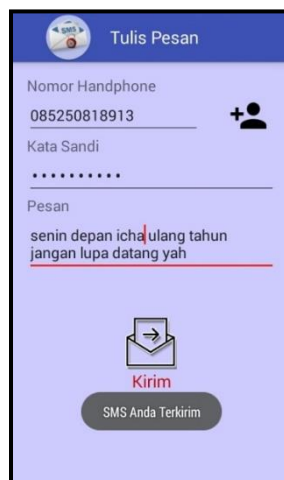 SMS
Tulis Pesan
Nomor Handphone
085250818913
Kata Sandi
••••••••••
Pesan
senin depan icha ulang tahun
jangan lupa datang yah
Kirim
SMS Anda Terkirim